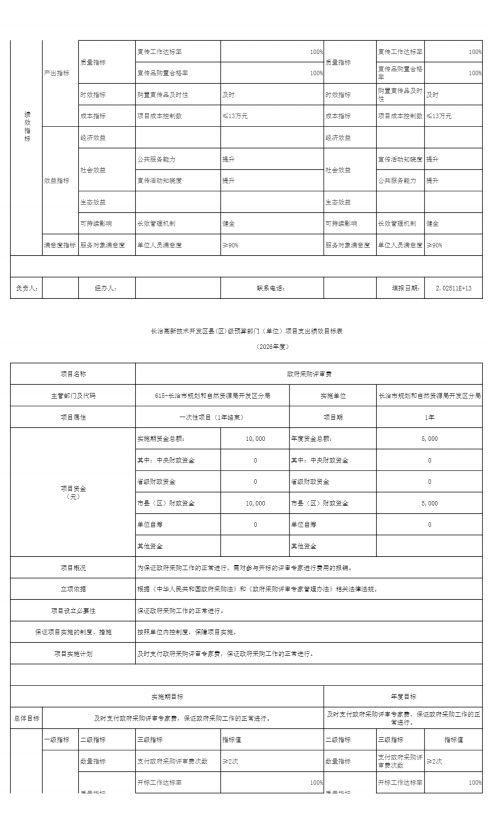 绩效指标
产出指标 质量指标 宣传工作达标率 100% 质量指标 宣传工作达标率 100%
宣传品购置合格率 100% 宣传品购置合格率 100%
时效指标 购置宣传品及时性 及时 时效指标 购置宣传品及时性 及时
成本指标 项目成本控制数 ≤13万元 成本指标 项目成本控制数 ≤13万元
效益指标 经济效益 经济效益
社会效益 公共服务能力 提升 社会效益 宣传活动知晓度 提升
宣传活动知晓度 提升 公共服务能力 提升
生态效益 生态效益
可持续影响 长效管理机制 健全 可持续影响 长效管理机制 健全
满意度指标 服务对象满意度 单位人员满意度 ≥90% 服务对象满意度 单位人员满意度 ≥90%
负责人: 经办人: 联系电话: 填报日期: 2.02511E+13
长治高新技术开发区县(区)级预算部门（单位）项目支出绩效目标表
（2026年度）
项目名称 政府采购评审费
主管部门及代码 615-长治市规划和自然资源局开发区分局 实施单位 长治市规划和自然资源局开发区分局
项目属性 一次性项目（1年结束） 项目期 1年
项目资金
（元）
实施期资金总额: 10,000 年度资金总额: 5,000
其中: 中央财政资金 0 其中: 中央财政资金 0
省级财政资金 0 省级财政资金 0
市县（区）财政资金 10,000 市县（区）财政资金 5,000
单位自筹 0 单位自筹 0
其他资金 其他资金
项目概况 为保证政府采购工作的正常进行，需对参与开标的评审专家进行费用的报销。
立项依据 根据《中华人民共和国政府采购法》和《政府采购评审专家管理办法》相关法律法规。
项目设立必要性 保证政府采购工作的正常进行。
保证项目实施的制度、措施 按照单位内控制度，保障项目实施。
项目实施计划 及时支付政府采购评审专家费，保证政府采购工作的正常进行。
实施期目标 年度目标
总体目标 及时支付政府采购评审专家费，保证政府采购工作的正常进行。 及时支付政府采购评审专家费，保证政府采购工作的正常进行。
一级指标 二级指标 三级指标 指标值 二级指标 三级指标 指标值
数量指标 支付政府采购评审费次数 ≥2次 数量指标 支付政府采购评审费次数 ≥2次
质量指标 开标工作达标率 100% 质量指标 开标工作达标率 100%